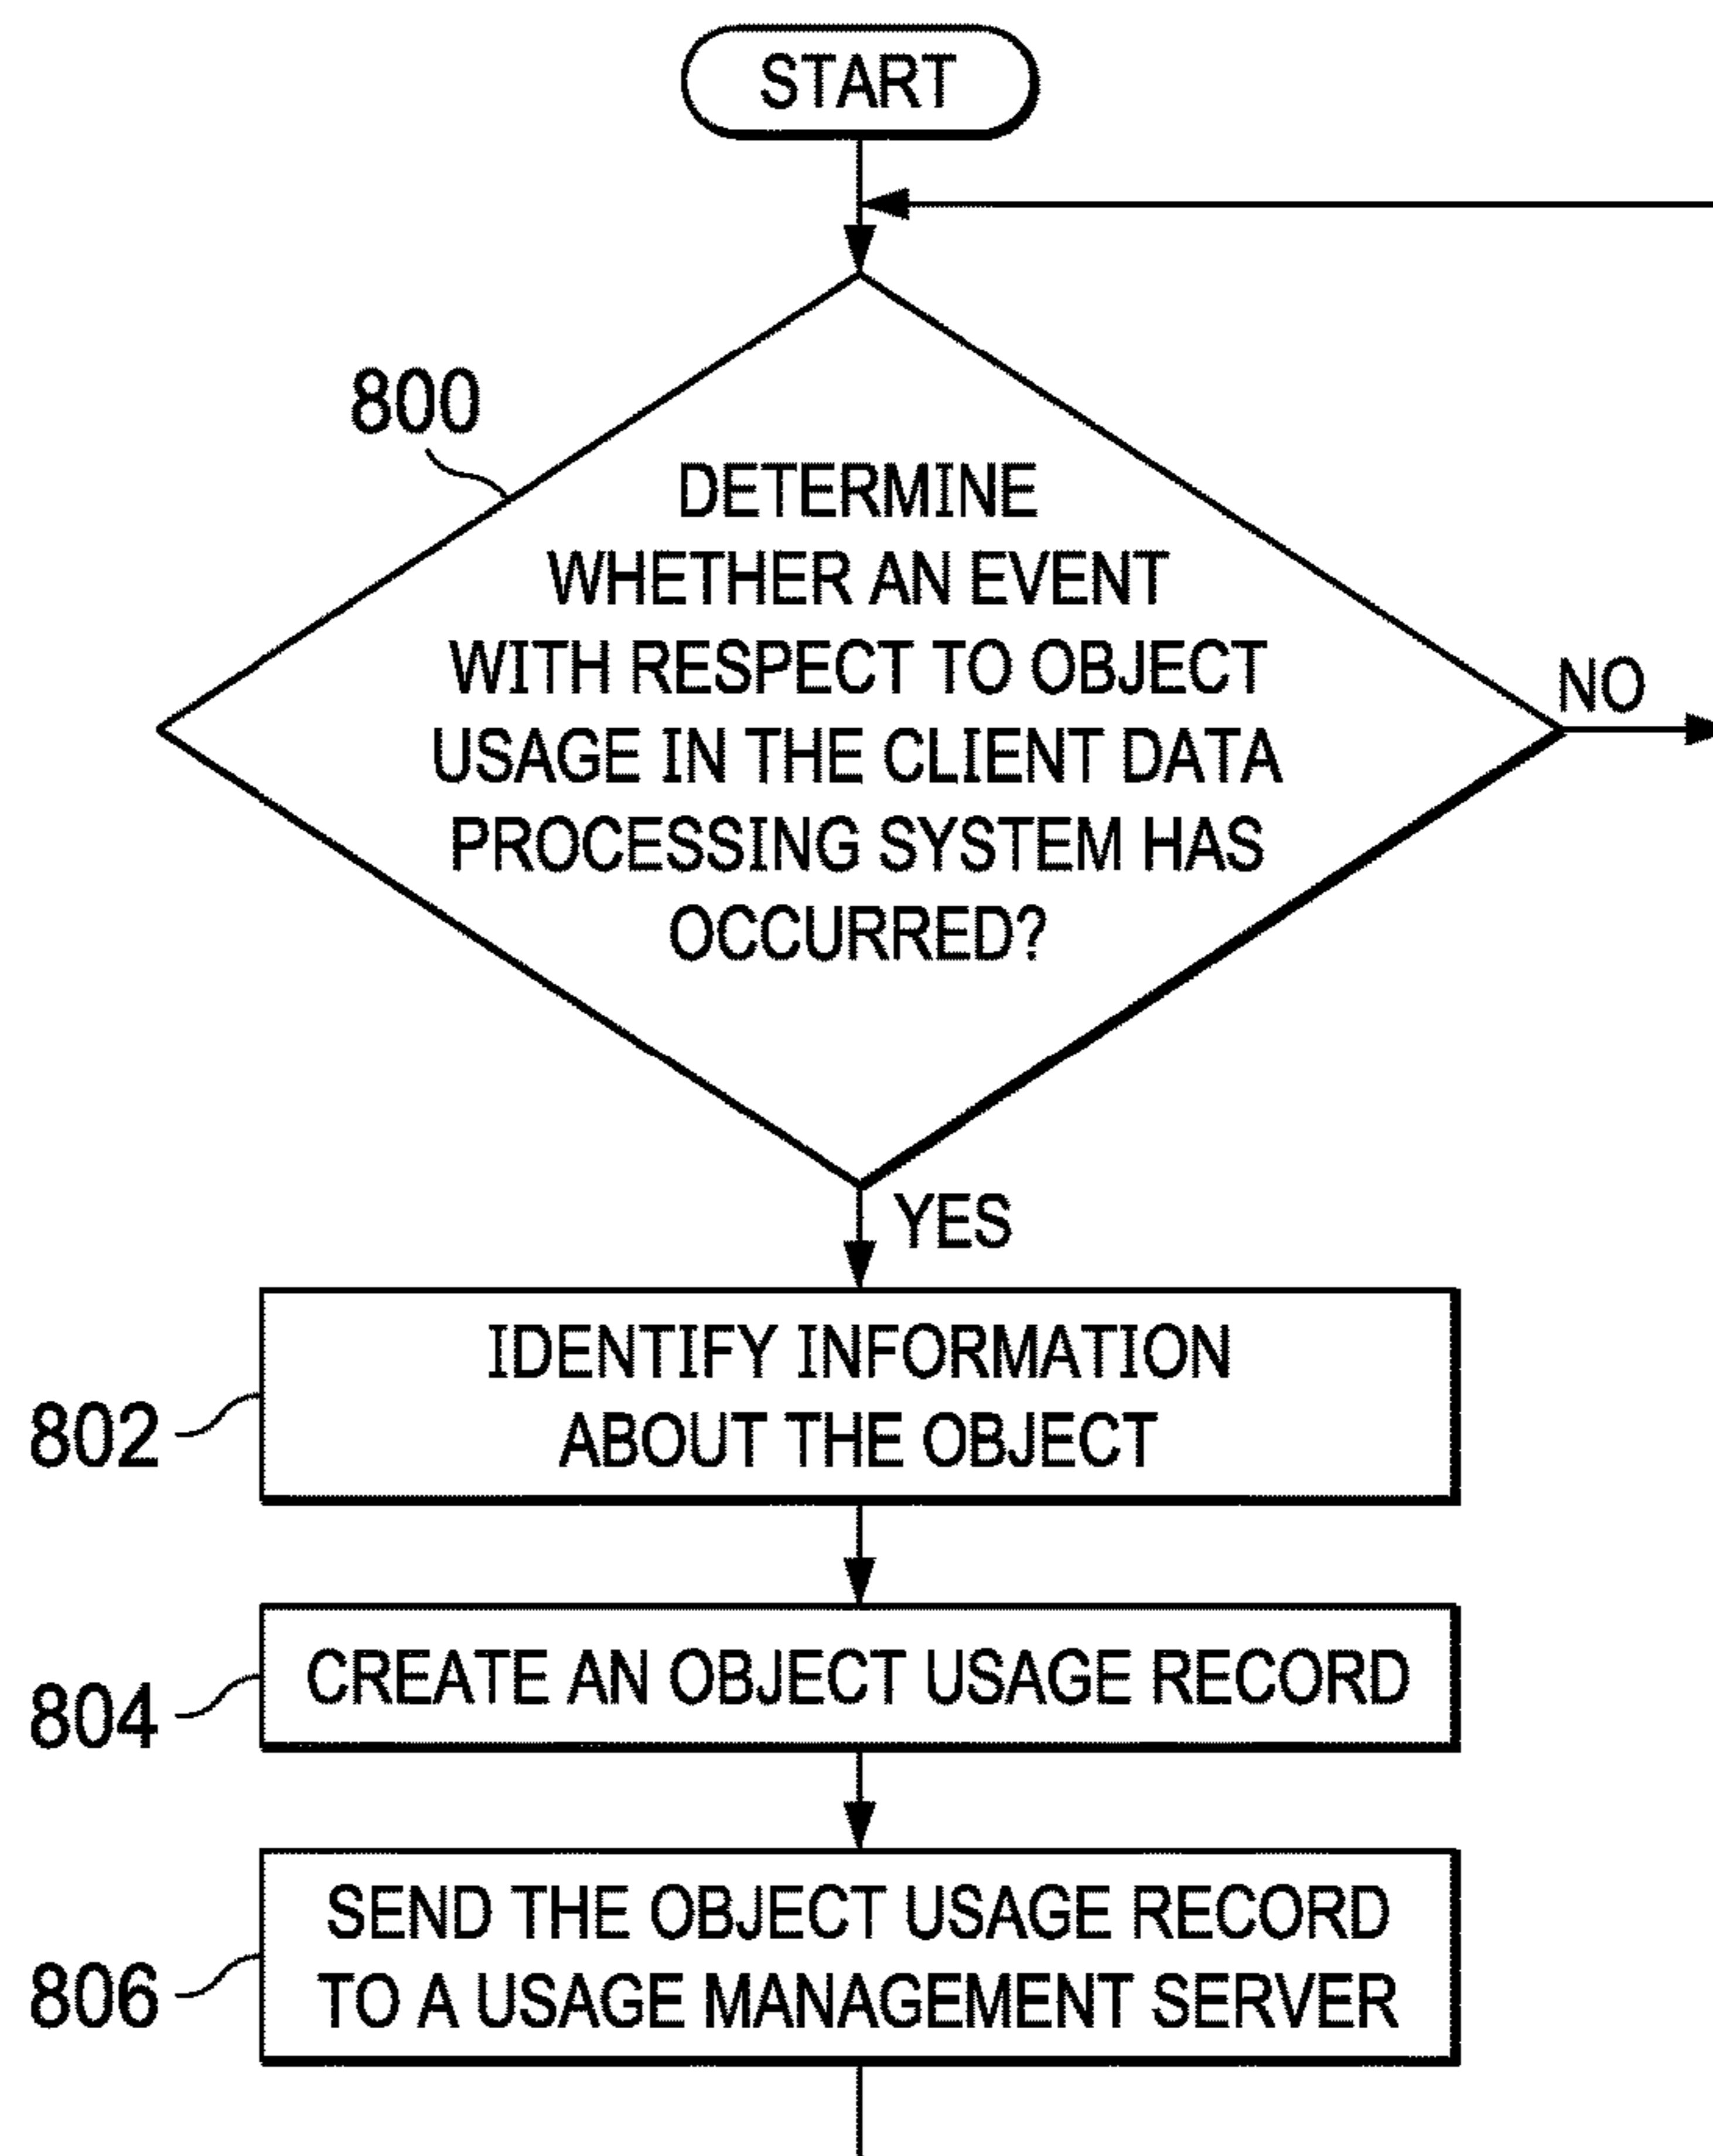 START
800
DETERMINE
WHETHER AN EVENT
WITH RESPECT TO OBJECT
USAGE IN THE CLIENT DATA
PROCESSING SYSTEM HAS
OCCURRED?
NO
YES
IDENTIFY INFORMATION
ABOUT THE OBJECT
802
CREATE AN OBJECT USAGE RECORD
804
SEND THE OBJECT USAGE RECORD
TO A USAGE MANAGEMENT SERVER
806